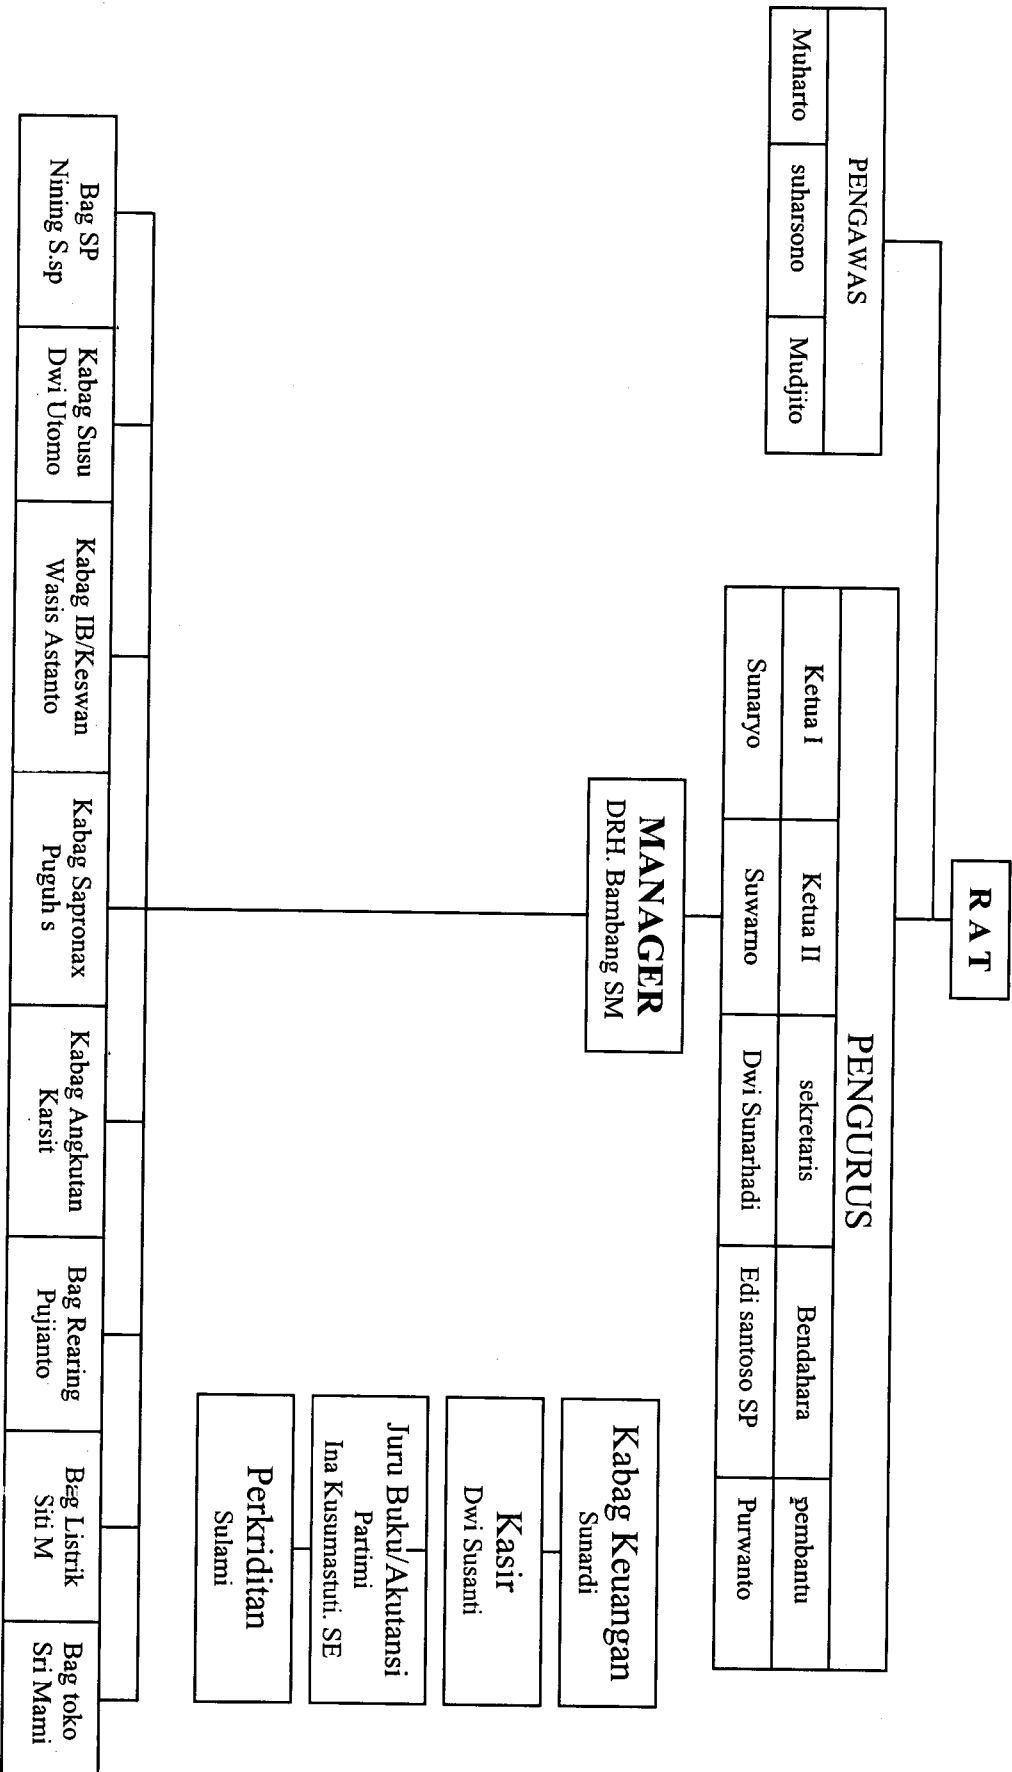 R A T
PENGAWAS
Muharto
suharsono
Mudjito
PENGURUS
Ketua I
Ketua II
sekretaris
Bendahara
pembantu
Sunaryo
Suwarno
Dwi Sunarhadi
Edi santoso SP
Purwanto
MANAGER
DRH. Bambang SM
Kabag Keuangan
Sunardi
Kasir
Dwi Susanti
Juru Buku/Akutansi
Partimi
Ina Kusumastuti. SE
Perkriditan
Sulami
Bag SP
Nining S.sp
Kabag Susu
Dwi Utomo
Kabag IB/Keswan
Wasis Astanto
Kabag Sapronax
Puguh s
Kabag Angkutan
Karsit
Bag Rearing
Pujianto
Bag Listrik
Siti M
Bag toko
Sri Mami